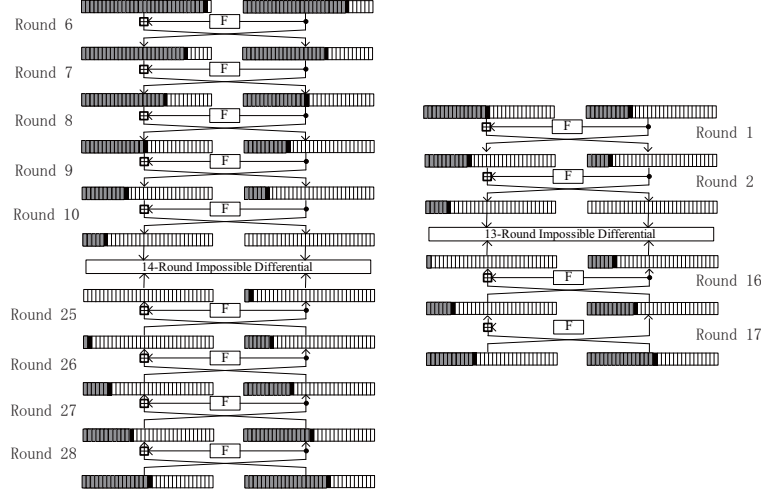 Round 6 F
Round 7 F
Round 8 F
Round 9 F
Round 10 F
14-Round Impossible Differential
Round 25 F
Round 26 F
Round 27 F
Round 28 F
F Round 1
F Round 2
13-Round Impossible Differential
F Round 16
F Round 17